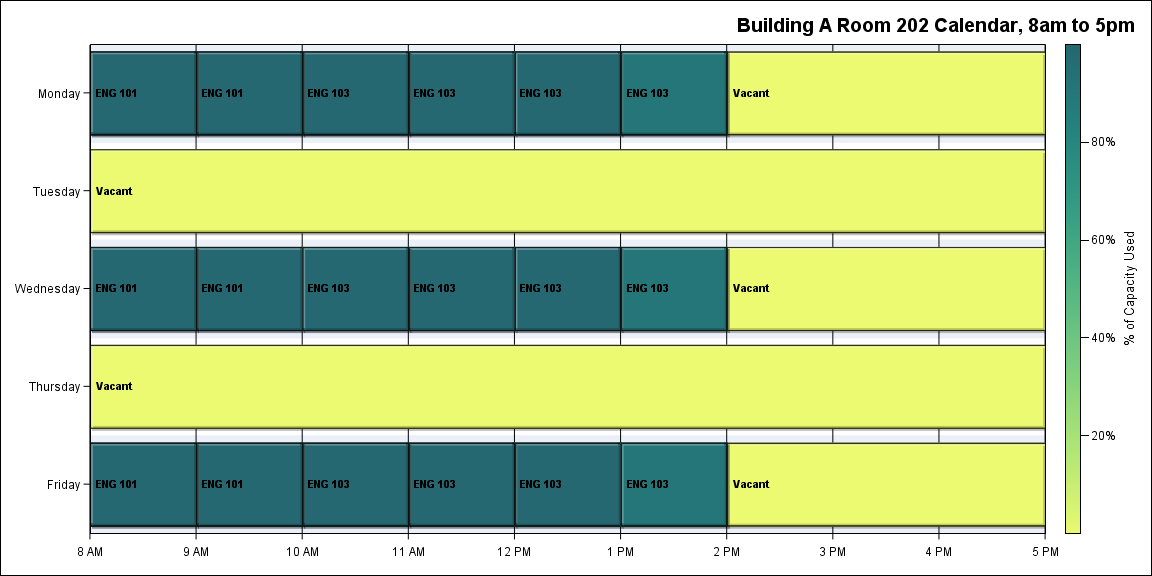 Building A Room 202 Calendar, 8am to 5pm
Monday
ENG 101 ENG 101 ENG 103 ENG 103 ENG 103 ENG 103 Vacant
80%
Tuesday
Vacant
60%
Wednesday
ENG 101 ENG 101 ENG 103 ENG 103 ENG 103 ENG 103 Vacant
% of Capacity Used
40%
Thursday
Vacant
20%
Friday
ENG 101 ENG 101 ENG 103 ENG 103 ENG 103 ENG 103 Vacant
8 AM 9 AM 10 AM 11 AM 12 PM 1 PM 2 PM 3 PM 4 PM 5 PM